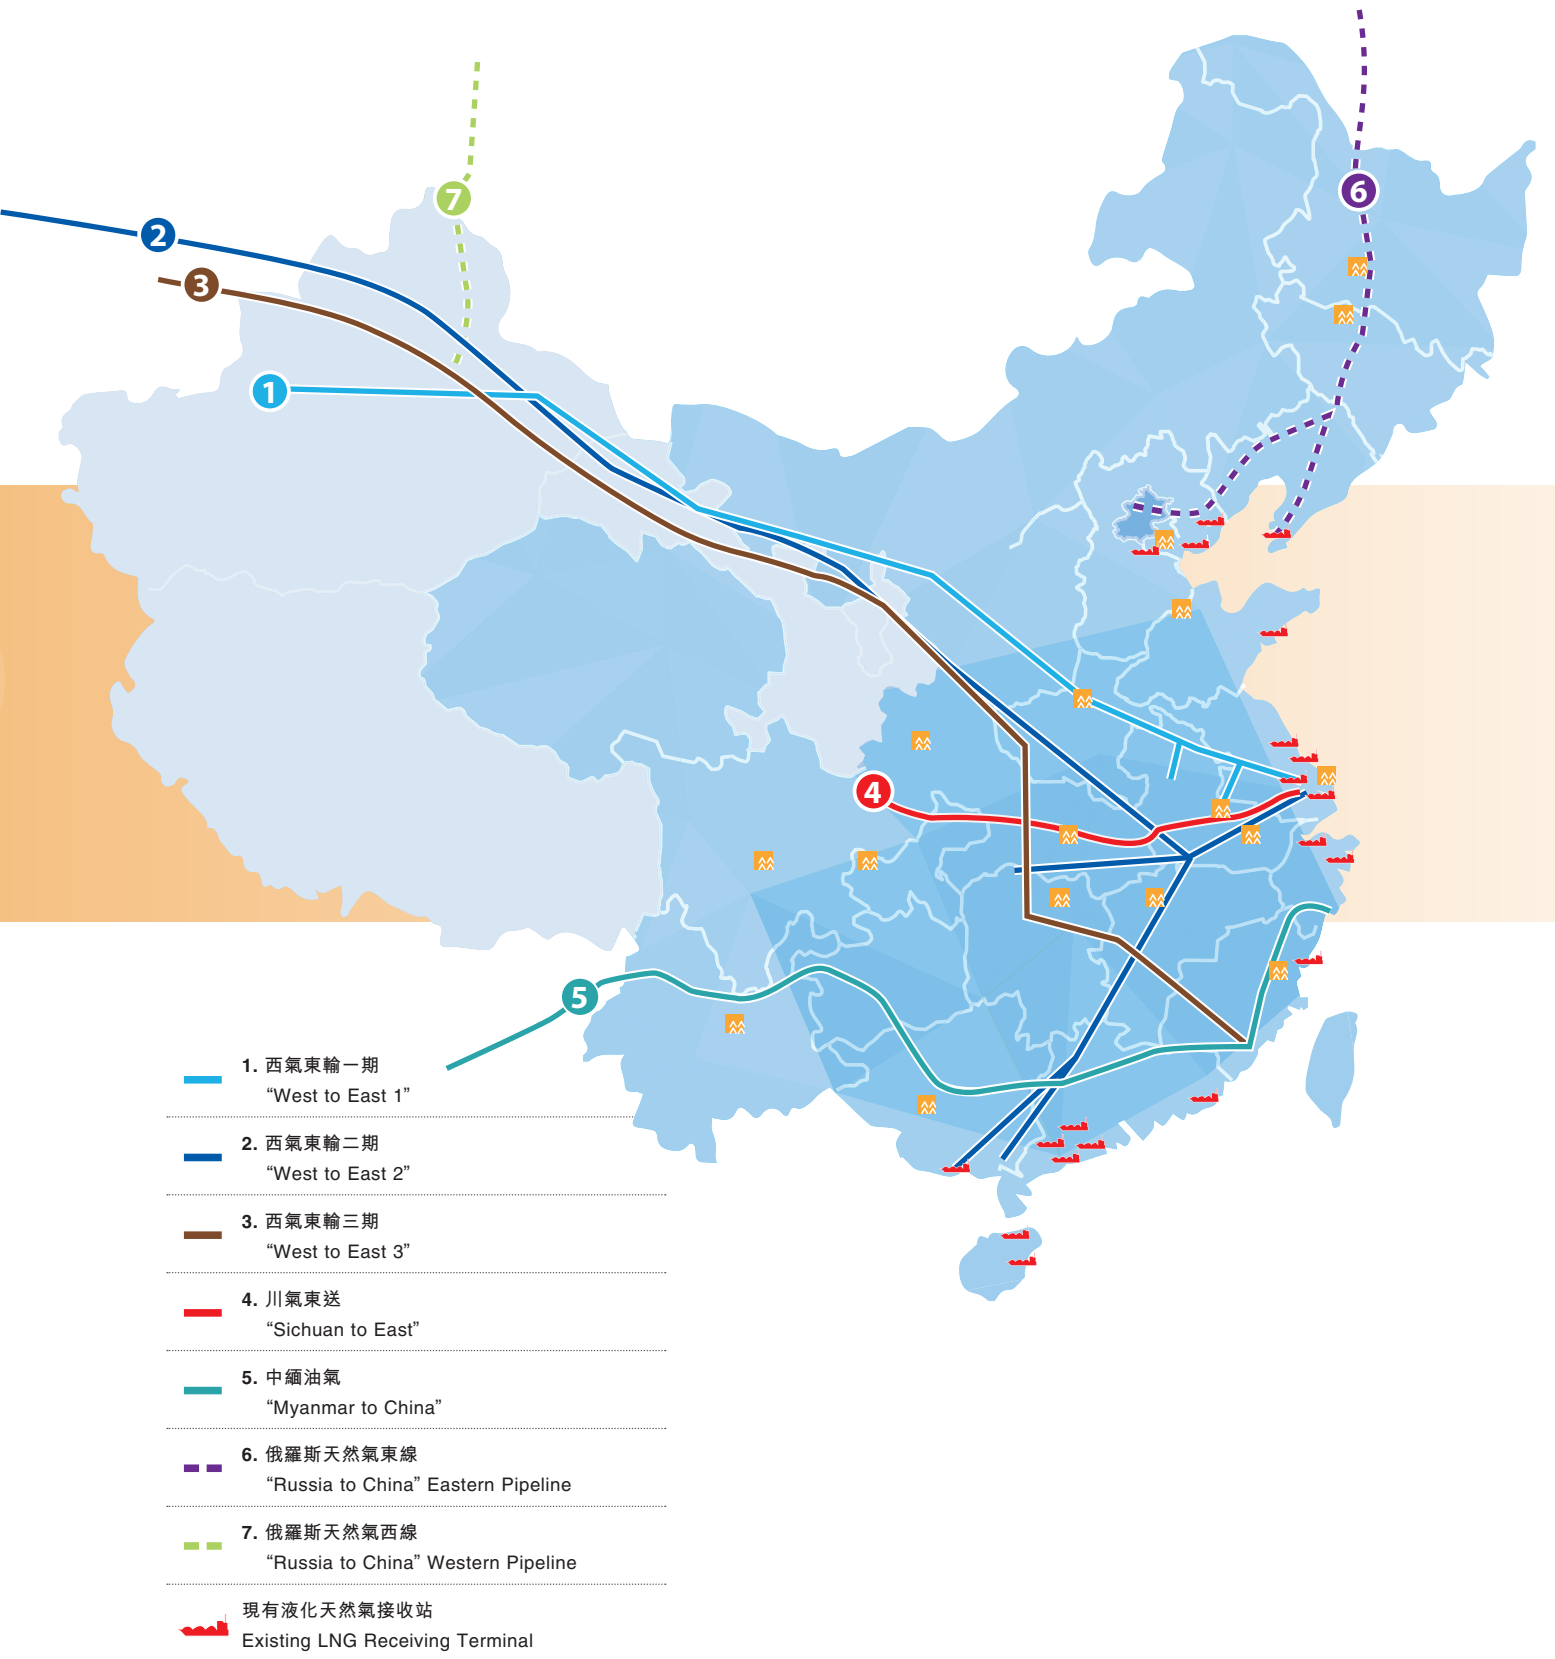 6
7
2
3
1
4
5
1. 西氣東輸一期
“West to East 1”
2. 西氣東輸二期
“West to East 2”
3. 西氣東輸三期
“West to East 3”
4. 川氣東送
“Sichuan to East”
5. 中緬油氣
“Myanmar to China”
6. 俄羅斯天然氣東線
“Russia to China” Eastern Pipeline
7. 俄羅斯天然氣西線
“Russia to China” Western Pipeline
現有液化天然氣接收站
Existing LNG Receiving Terminal